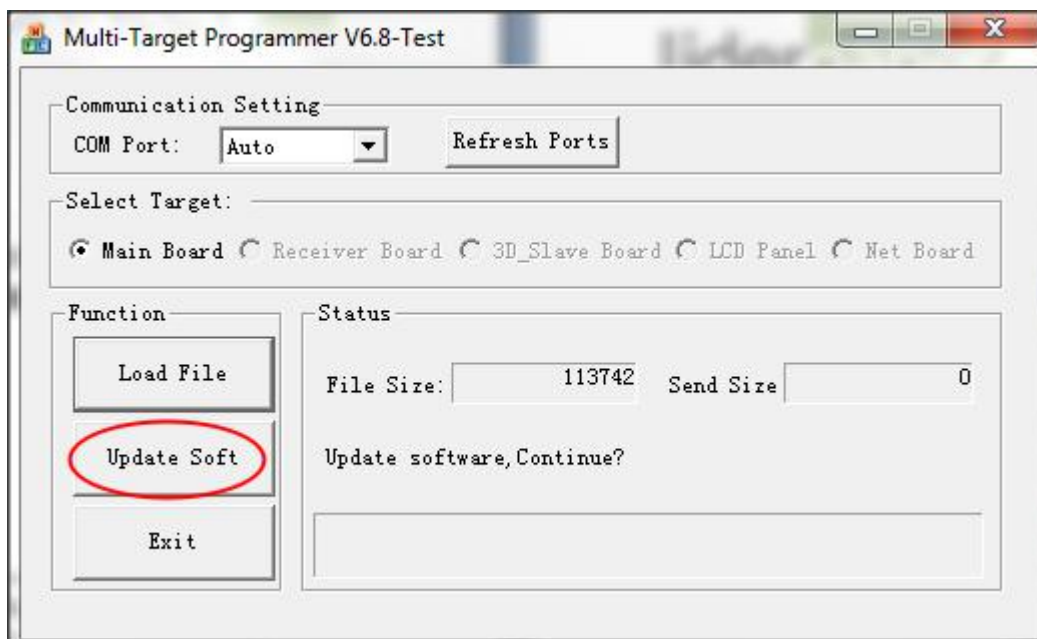 Multi-Target Programmer V6.8-Test
Communication Setting
COM Port: Auto Refresh Ports
Select Target:
Main Board Receiver Board 3D_Slave Board LCD Panel Net Board
Function
Load File
Update Soft
Exit
Status
File Size: 113742 Send Size 0
Update software,Continue?